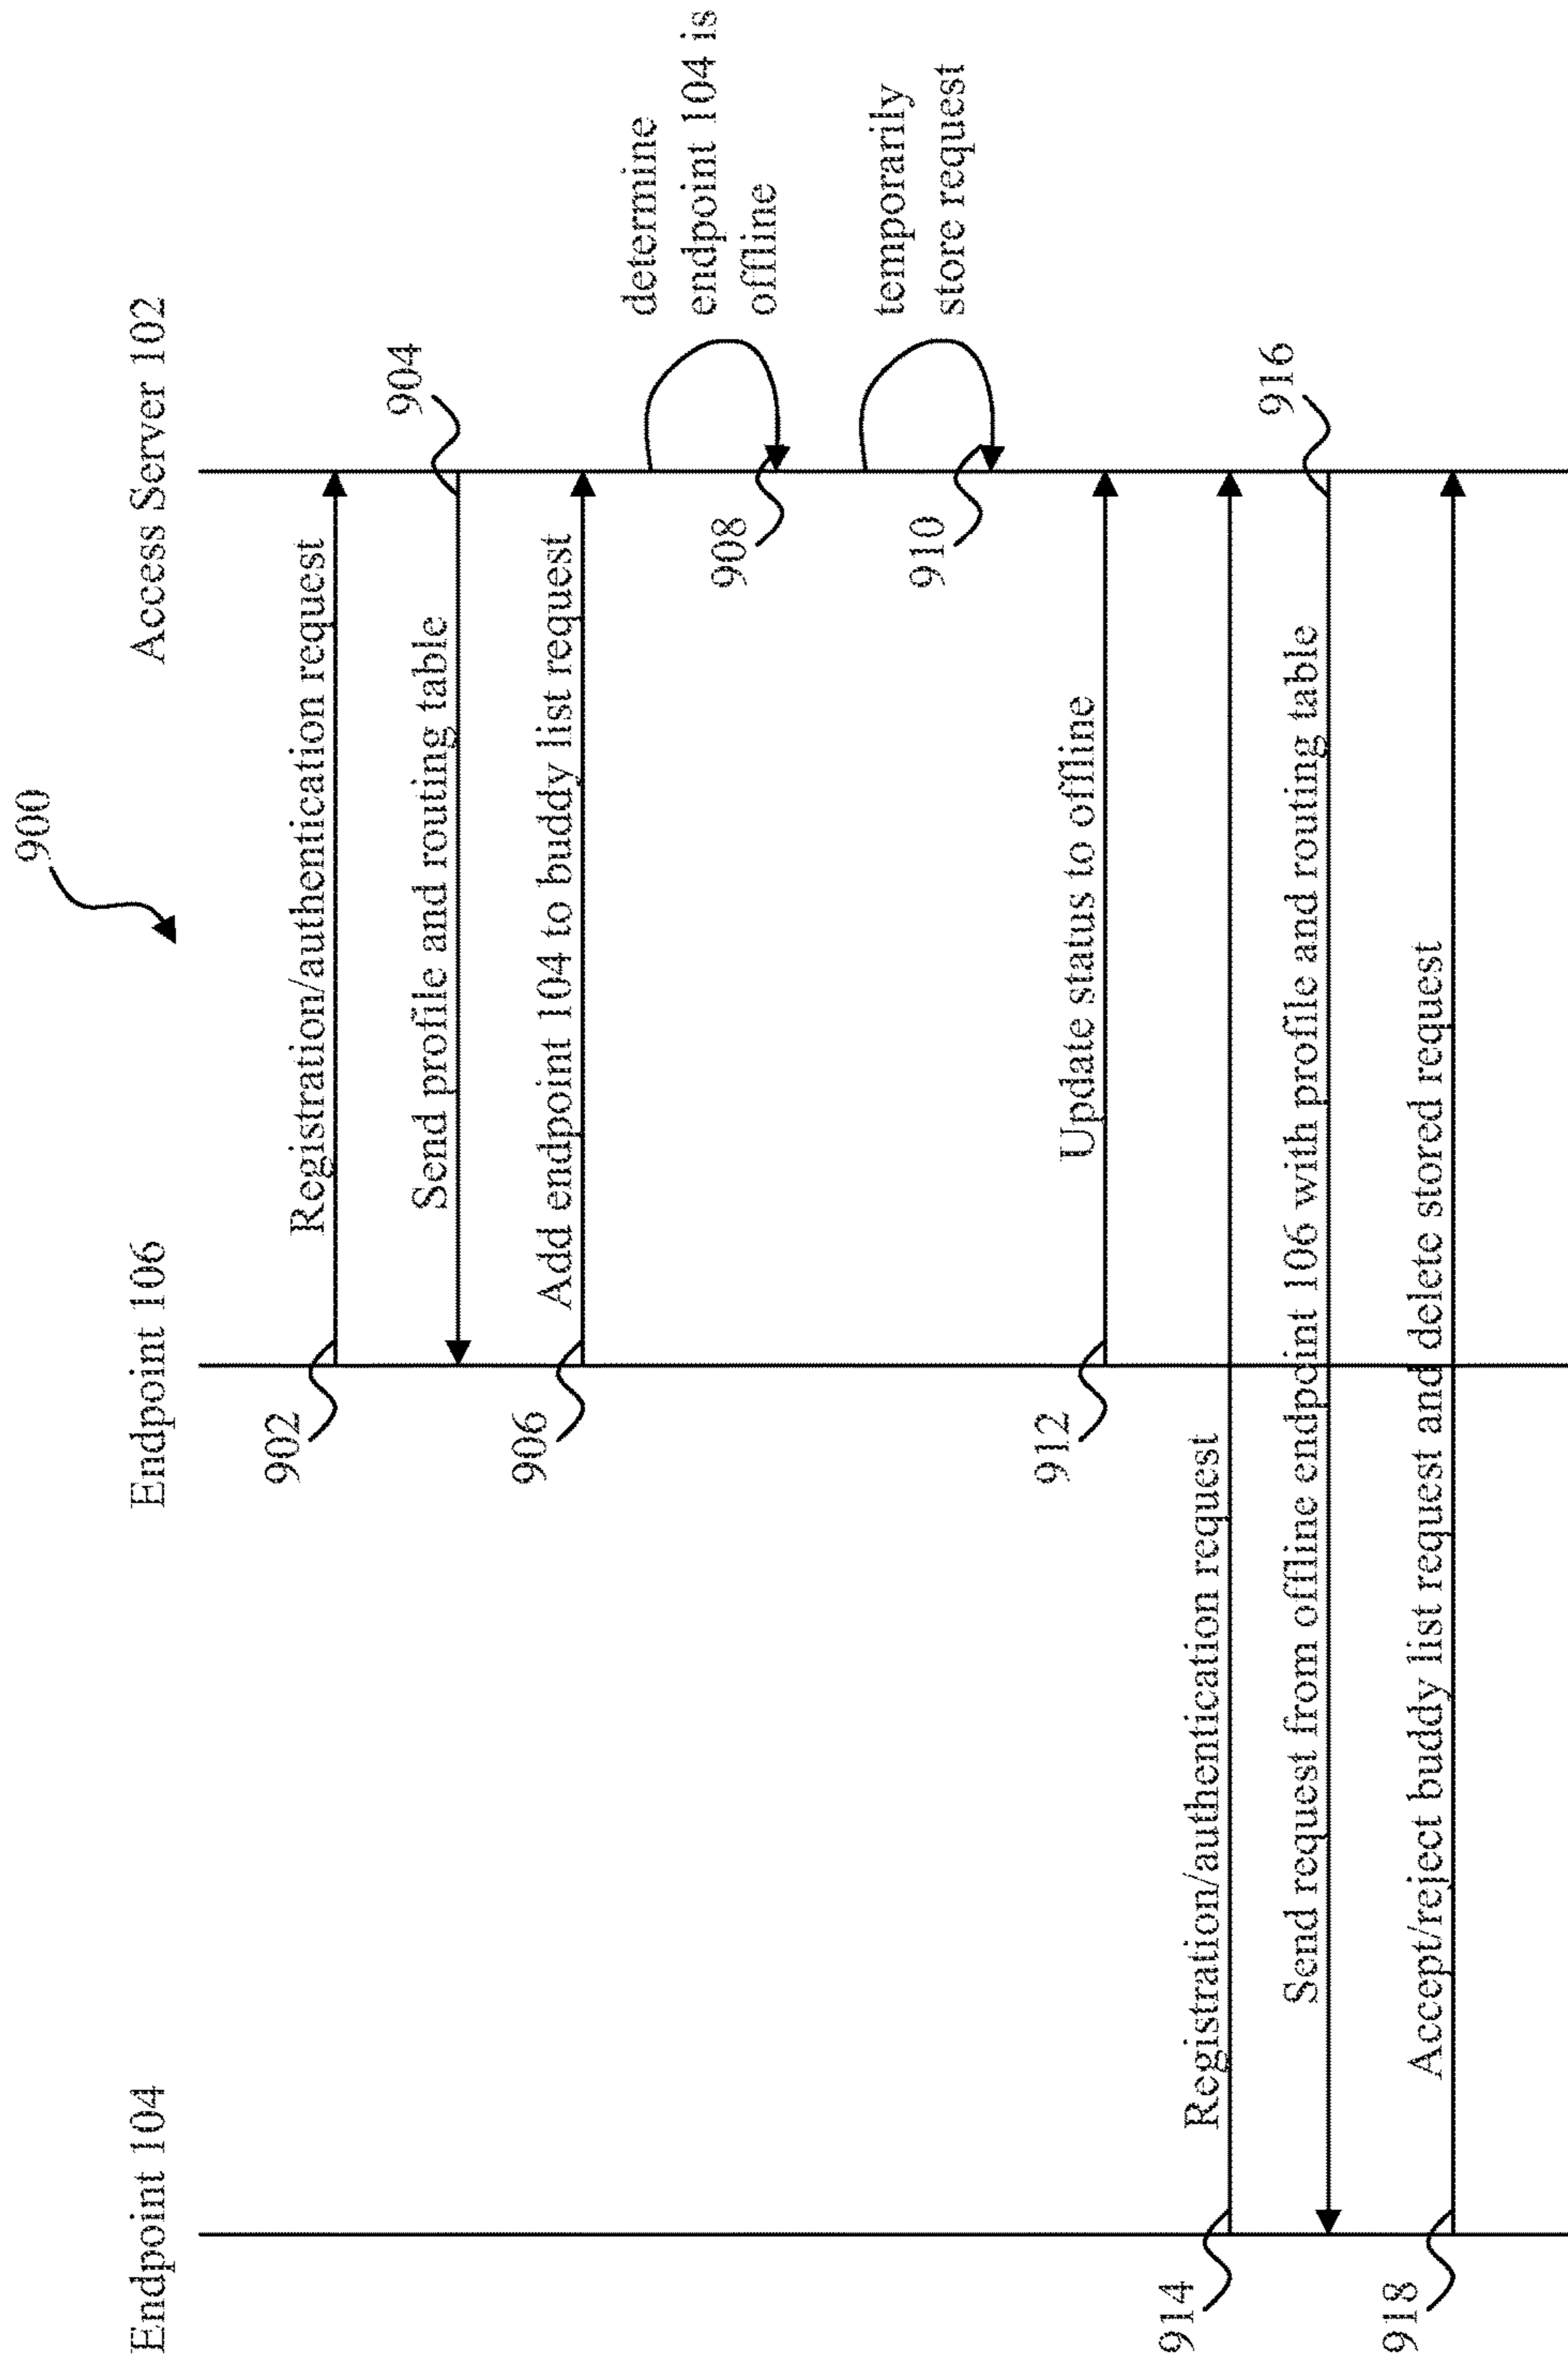 900
Endpoint 104
Endpoint 106
Access Server 102
902
Registration/authentication request
904
Send profile and routing table
906
Add endpoint 104 to buddy list request
908
determine
endpoint 104 is
offline
910
temporarily
store request
912
Update status to offline
914
Registration/authentication request
916
Send request from offline endpoint 106 with profile and routing table
918
Accept/reject buddy list request and delete stored request